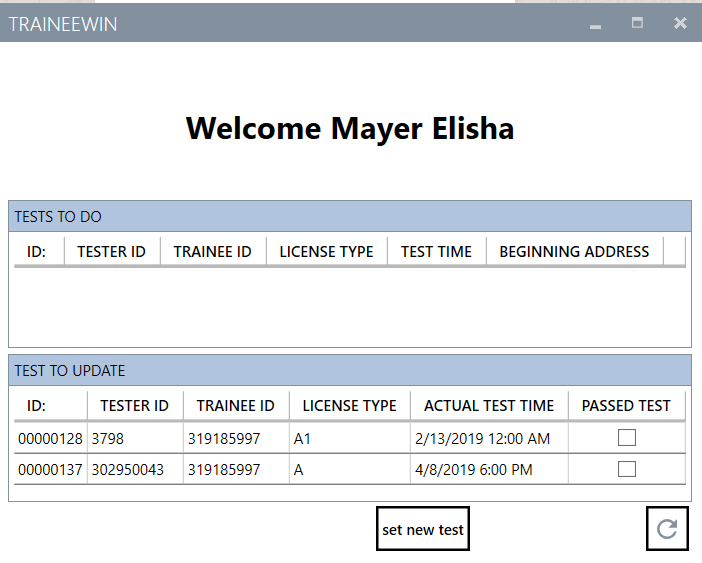 TRAINEEWIN
Welcome Mayer Elisha
TESTS TO DO
ID: TESTER ID TRAINEE ID LICENSE TYPE TEST TIME BEGINNING ADDRESS
TEST TO UPDATE
ID: TESTER ID TRAINEE ID LICENSE TYPE ACTUAL TEST TIME PASSED TEST
00000128 3798 319185997 A1 2/13/2019 12:00 AM
00000137 302950043 319185997 A 4/8/2019 6:00 PM
set new test